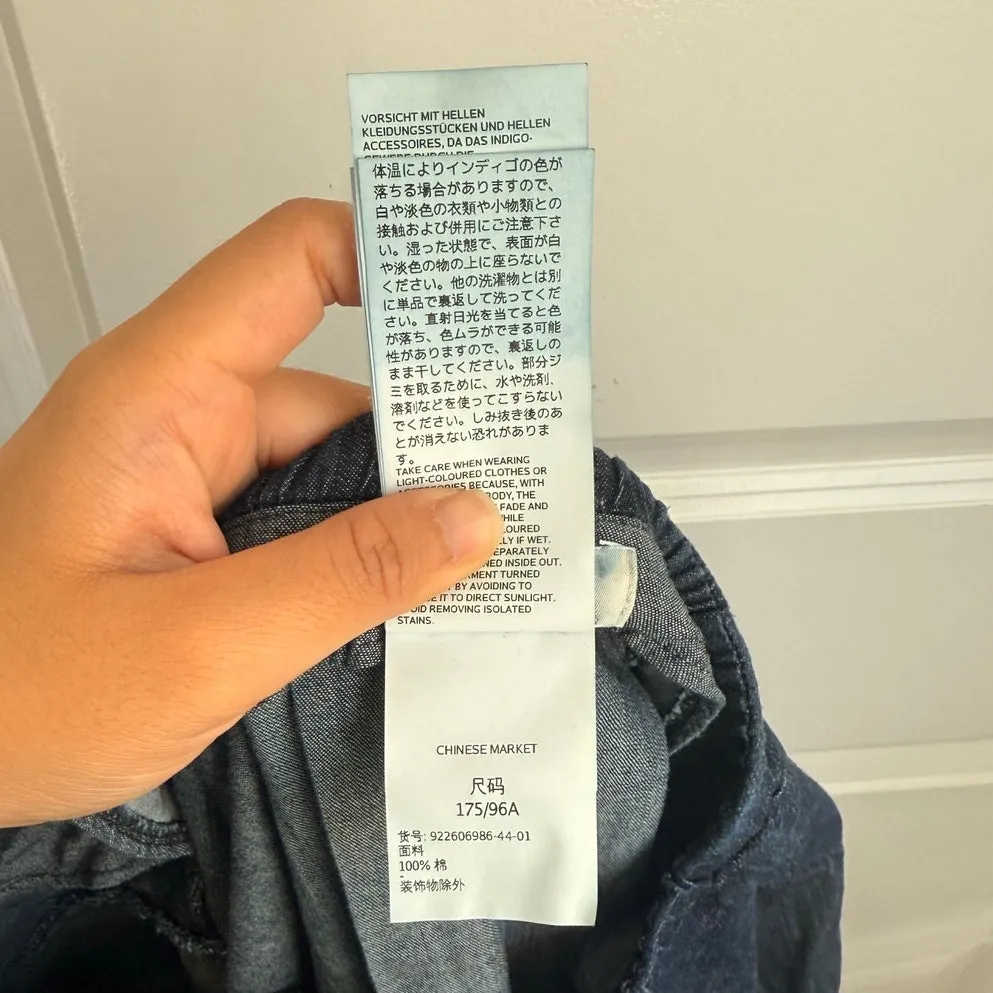 VORSICHT MIT HELLEN
KLEIDUNGSSTÜCKEN UND HELLEN
ACCESSOIRES, DA DAS INDIGO-
GEWEBE DURCH DIE
体温によりインディゴの色が
落ちる場合がありますので、
白や淡色の衣類や小物類との
接触および併用にご注意下さ
い。湿った状態で、表面が白
や淡色の物の上に座らないで
ください。他の洗濯物とは別
に単品で裏返して洗ってくだ
さい。直射日光を当てると色
が落ち、色ムラができる可能
性がありますので、裏返しの
まま干してください。部分ジ
ミを取るために、水や洗剤、
溶剤などを使ってこすらない
でください。しみ抜き後のあ
とが消えない恐れがありま
す。
TAKE CARE WHEN WEARING
LIGHT-COLOURED CLOTHES OR
ACCESSORIES BECAUSE, WITH
BODY, THE
FADE AND
WHILE
LY IF WET.
EPARATELY
NED INSIDE OUT.
MENT TURNED
BY AVOIDING TO
E IT TO DIRECT SUNLIGHT.
OID REMOVING ISOLATED
STAINS.
CHINESE MARKET
尺码
175/96A
货号: 922606986-44-01
面料
100% 棉
-
装饰物除外